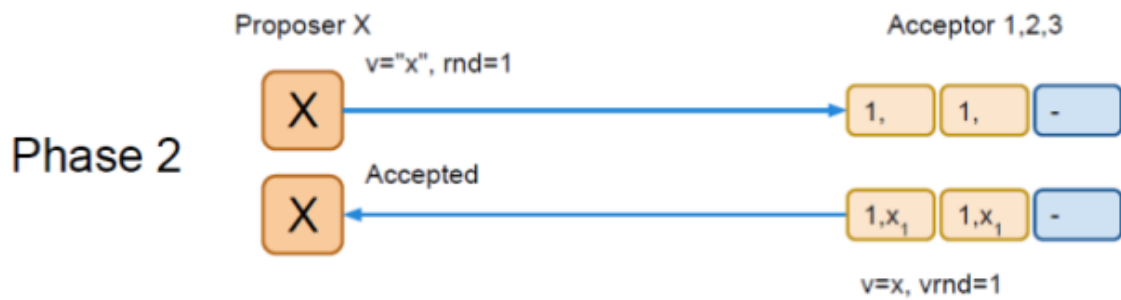 Proposer X
Acceptor 1,2,3
v="x", rnd=1
X
1,
1,
-
Phase 2
Accepted
X
1,x₁
1,x₁
-
v=x, vrnd=1